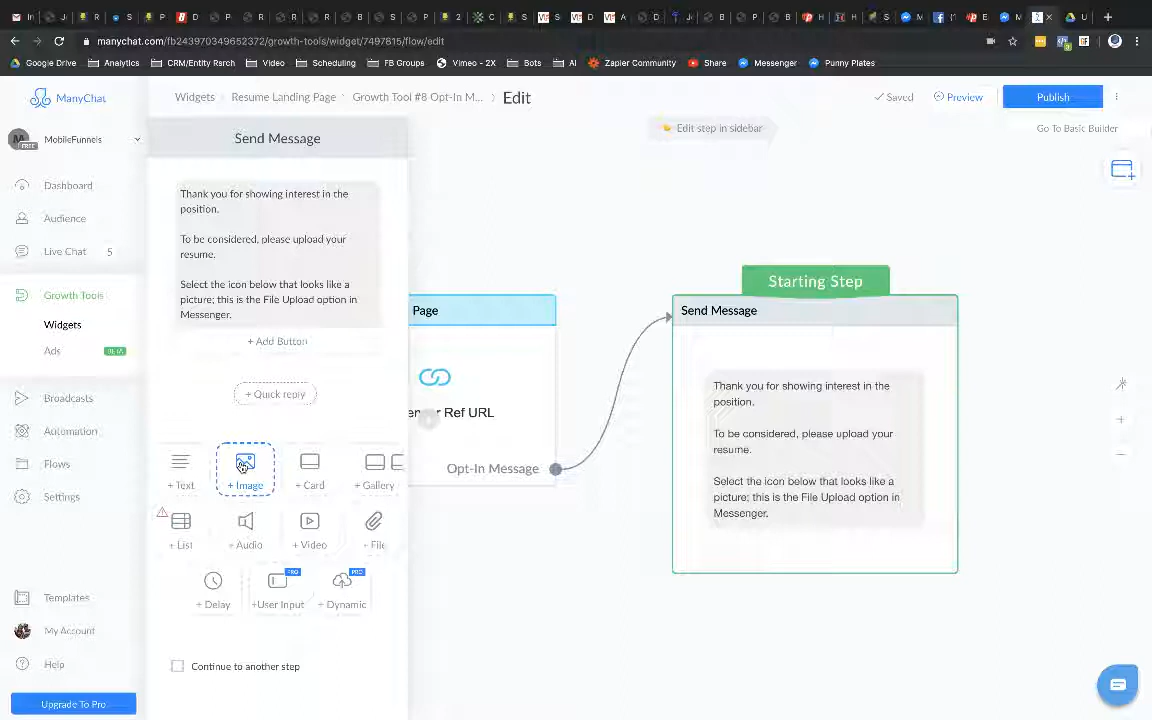 manychat.com/fb243970349652372/growth-tools/widget/7497815/flow/edit
Google Drive
Analytics
CRM/Entity Rsrch
Video
Scheduling
FB Groups
Vimeo - 2X
Bots
AI
Zapier Community
Share
Messenger
Punny Plates
ManyChat
Widgets
Resume Landing Page
Growth Tool #8 Opt-In M...
Edit
Saved
Preview
Publish
MobileFunnels
FREE
Send Message
Edit step in sidebar
Go To Basic Builder
Dashboard
Audience
Live Chat 5
Growth Tools
Widgets
Ads BETA
Broadcasts
Automation
Flows
Settings
Templates
My Account
Help
Upgrade To Pro
Thank you for showing interest in the
position.
To be considered, please upload your
resume.
Select the icon below that looks like a
picture; this is the File Upload option in
Messenger.
+ Add Button
+ Quick reply
+ Text
+ Image
+ Card
+ Gallery
+ List
+ Audio
+ Video
+ File
+ Delay
PRO
+User Input
PRO
+ Dynamic
Continue to another step
Page
Ref URL
Opt-In Message
Starting Step
Send Message
Thank you for showing interest in the
position.
To be considered, please upload your
resume.
Select the icon below that looks like a
picture; this is the File Upload option in
Messenger.